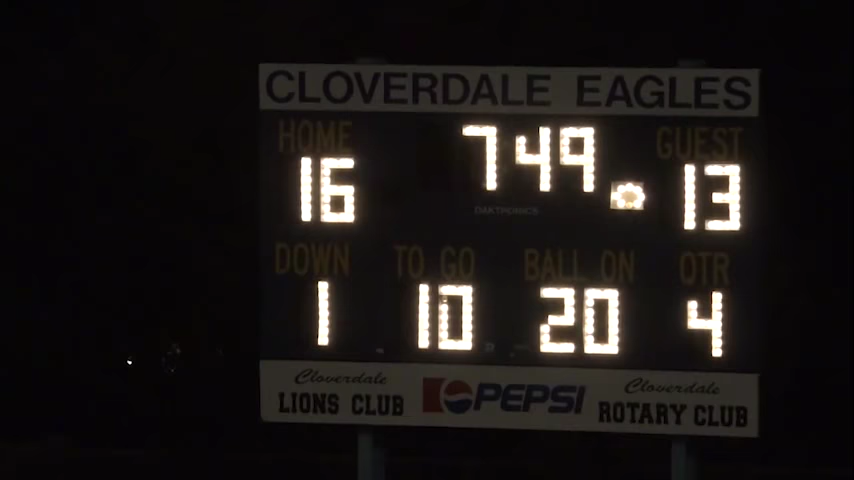 CLOVERDALE EAGLES
HOME 7 49 GUEST
16 13
DAKTRONICS
DOWN TO GO BALL ON QTR
1 10 20 4
Cloverdale LIONS CLUB
PEPSI
Cloverdale ROTARY CLUB